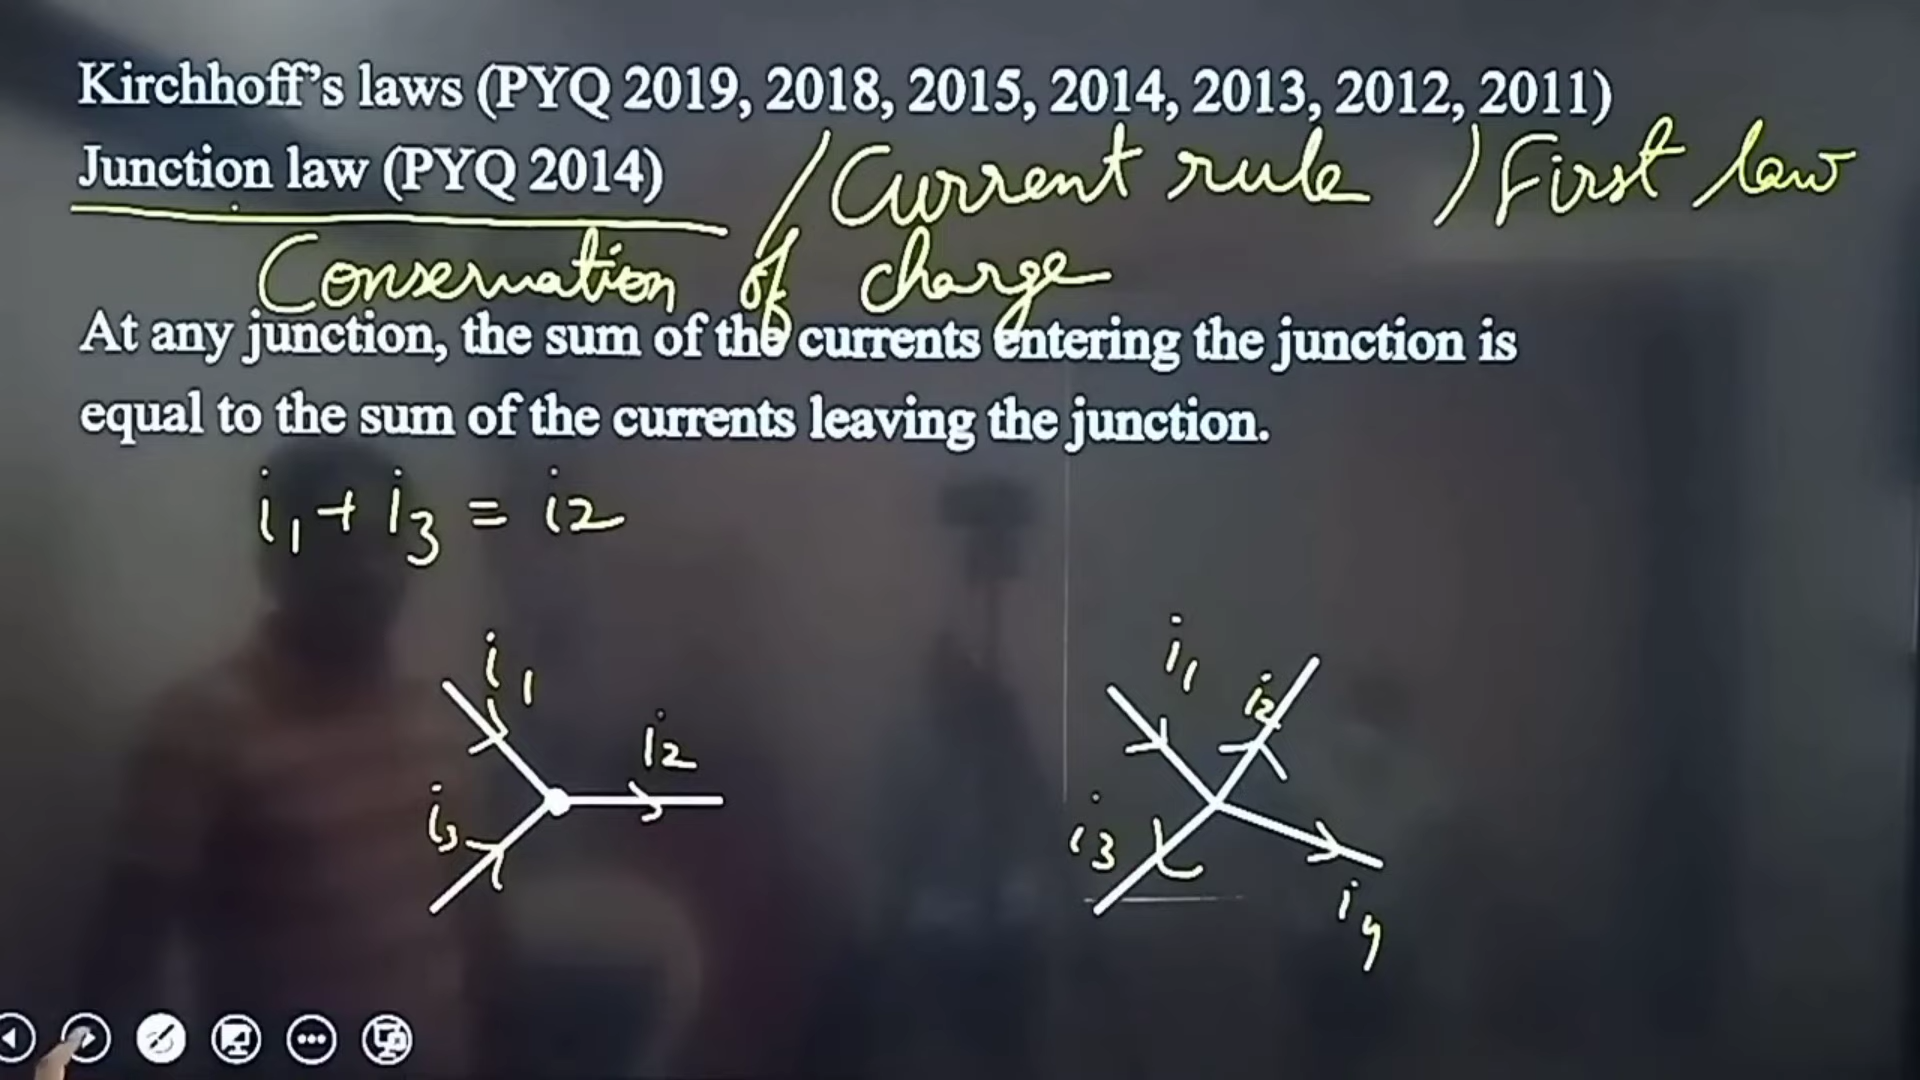 Kirchhoff's laws (PYQ 2019, 2018, 2015, 2014, 2013, 2012, 2011)
Junction law (PYQ 2014) / Current rule / First law
Conservation of charge
At any junction, the sum of the currents entering the junction is
equal to the sum of the currents leaving the junction.
i1 + i3 = i2
i1
i2
i3
i1
i2
i3
i4